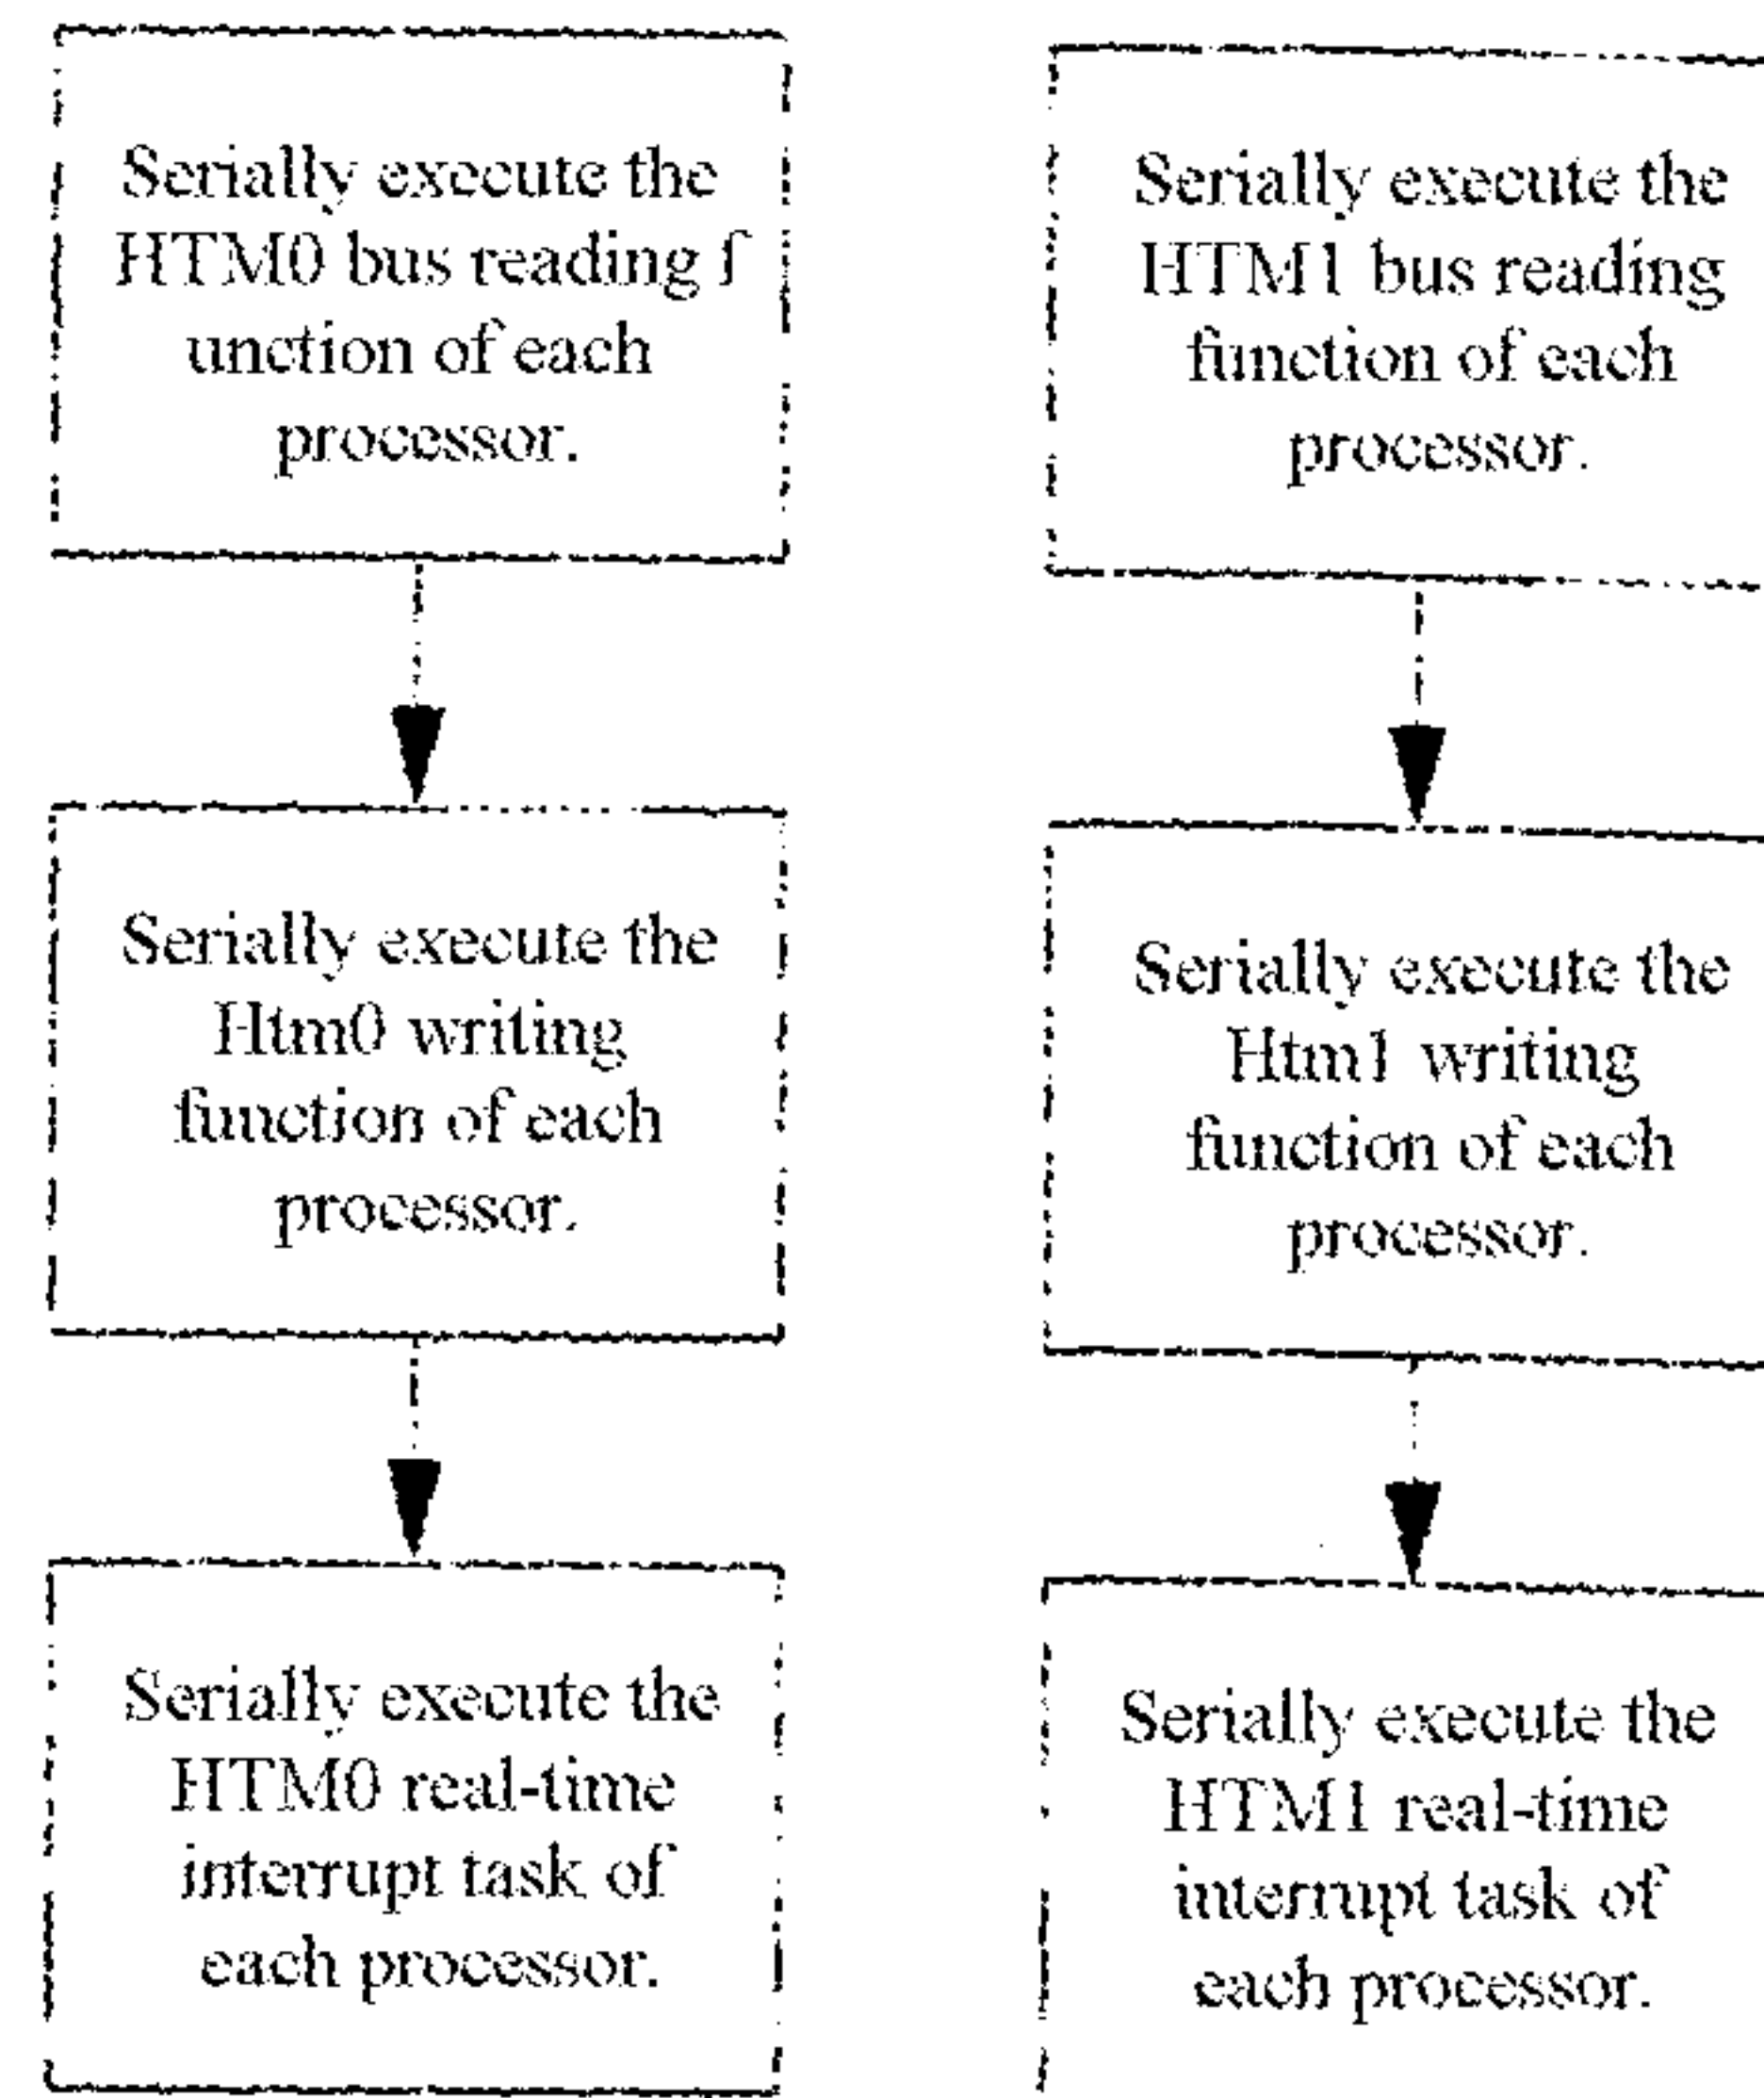 Serially execute the
HTM0 bus reading f
unction of each
processor.
Serially execute the
Htm0 writing
function of each
processor.
Serially execute the
HTM0 real-time
interrupt task of
each processor.
Serially execute the
HTM1 bus reading
function of each
processor.
Serially execute the
Htm1 writing
function of each
processor.
Serially execute the
HTM1 real-time
interrupt task of
each processor.